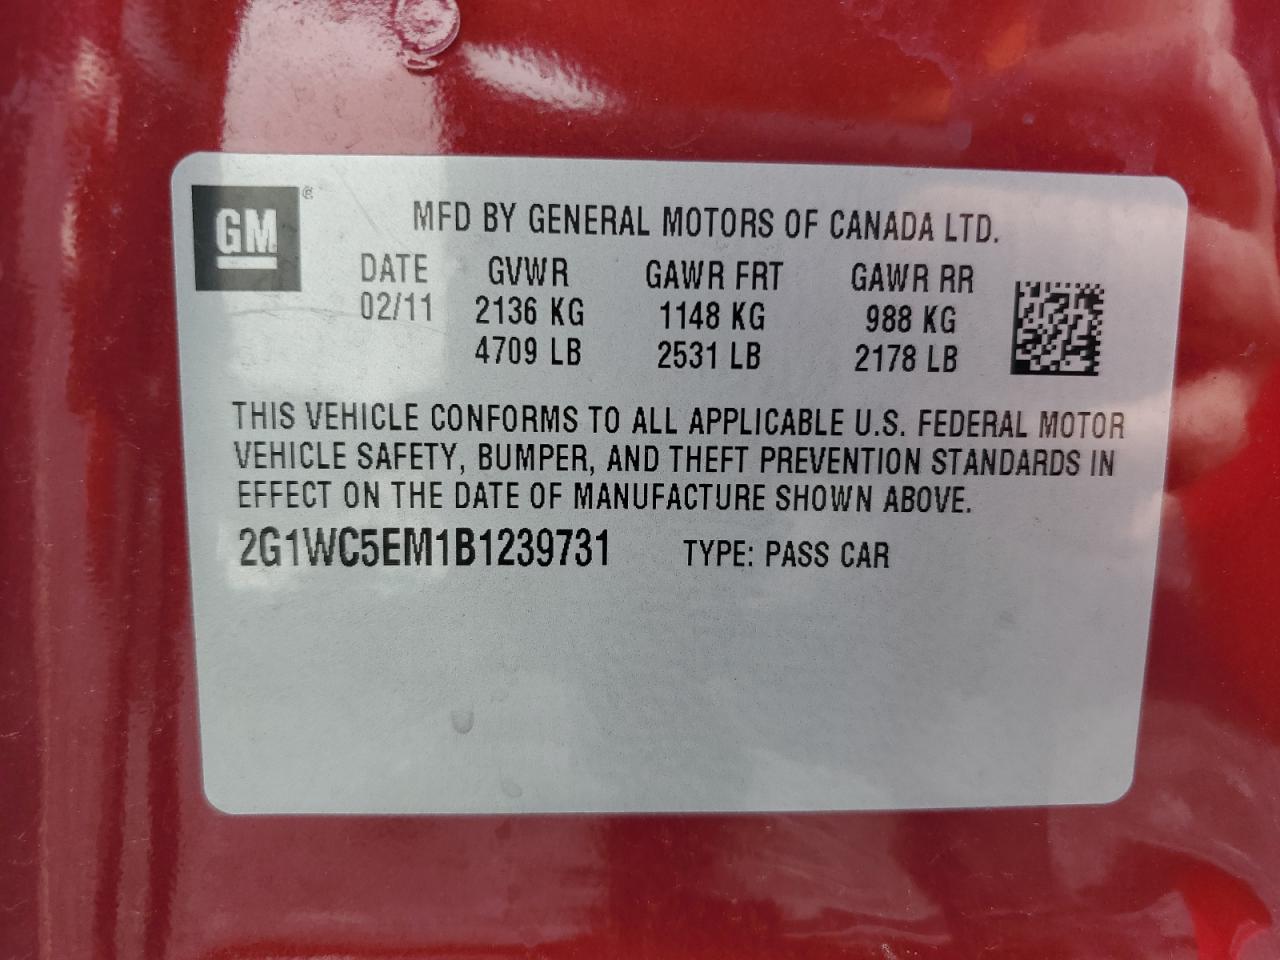 GM®
MFD BY GENERAL MOTORS OF CANADA LTD.
DATE GVWR GAWR FRT GAWR RR
02/11 2136 KG 1148 KG 988 KG
4709 LB 2531 LB 2178 LB
THIS VEHICLE CONFORMS TO ALL APPLICABLE U.S. FEDERAL MOTOR
VEHICLE SAFETY, BUMPER, AND THEFT PREVENTION STANDARDS IN
EFFECT ON THE DATE OF MANUFACTURE SHOWN ABOVE.
2G1WC5EM1B1239731 TYPE: PASS CAR